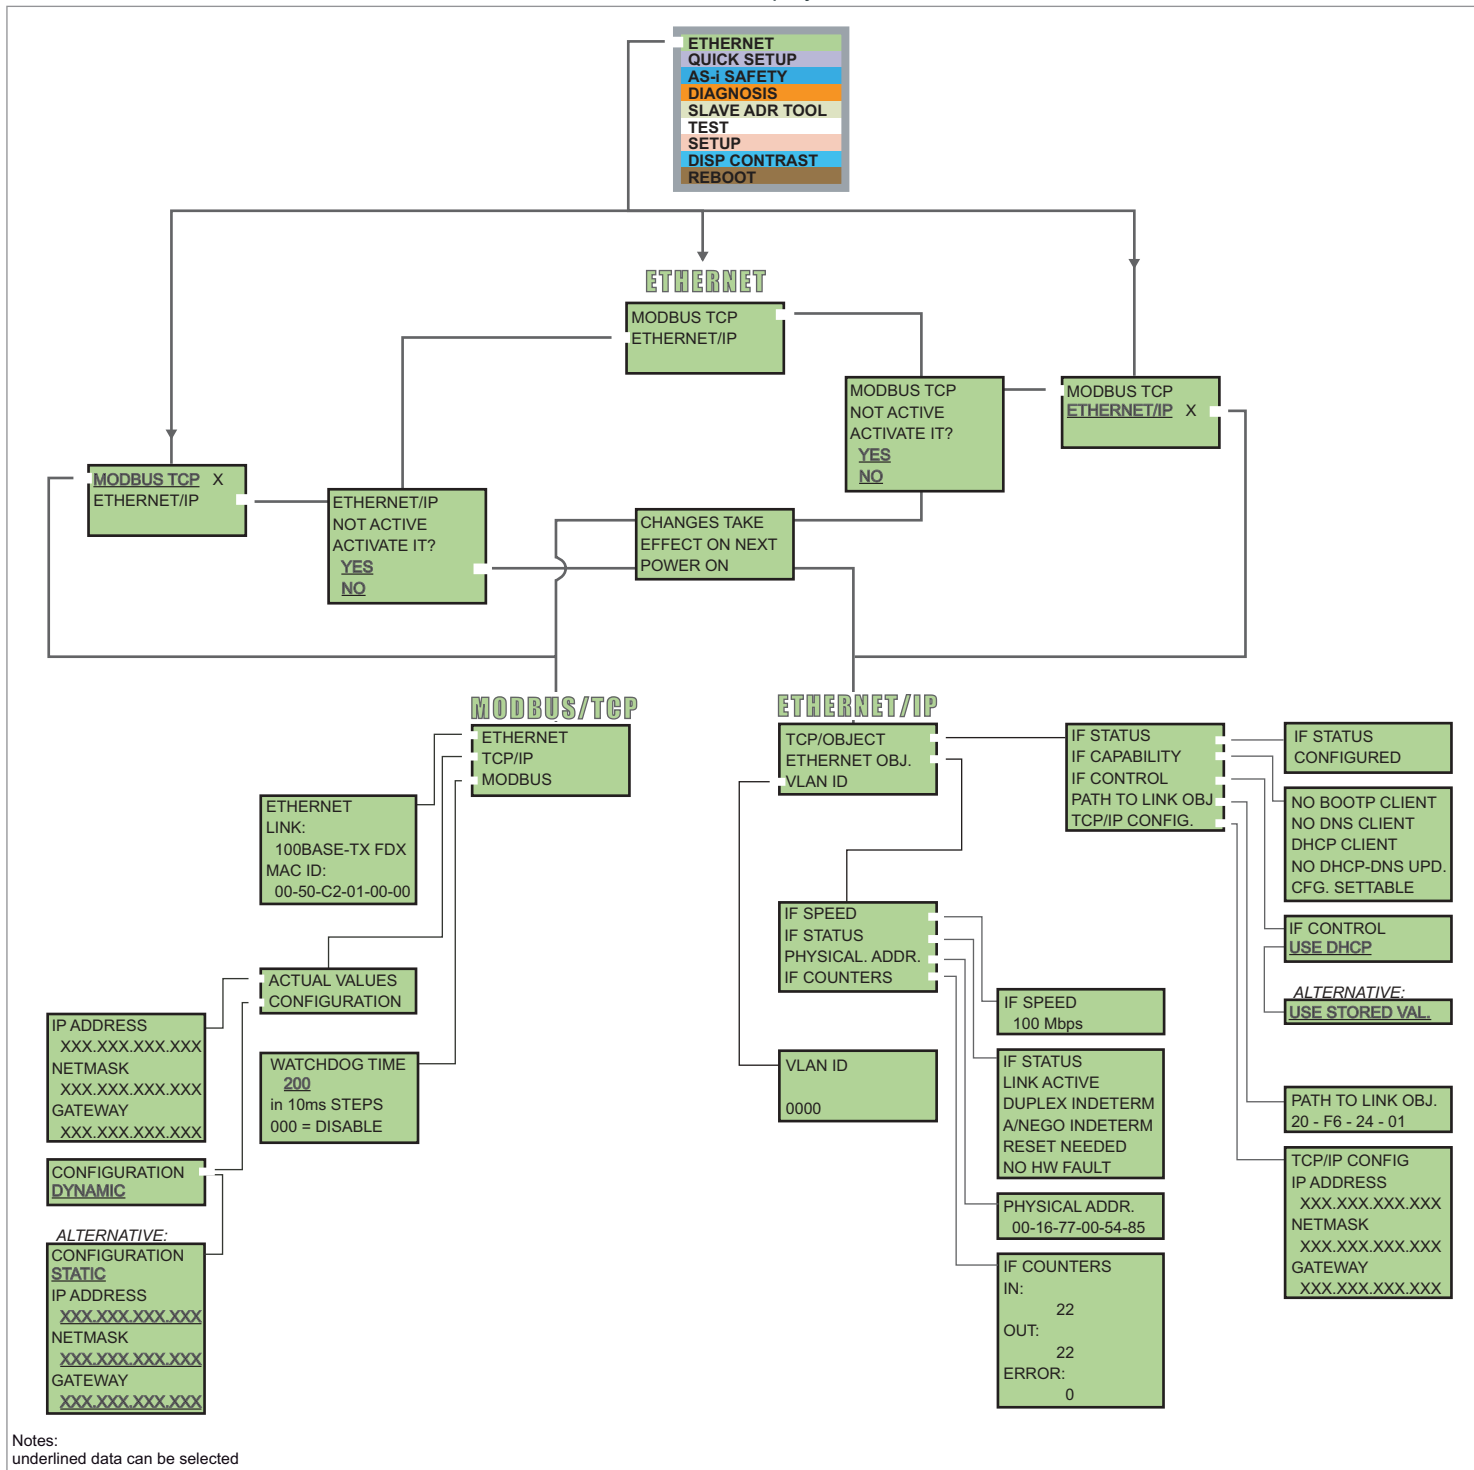 ETHERNET
QUICK SETUP
AS-i SAFETY
DIAGNOSIS
SLAVE ADR TOOL
TEST
SETUP
DISP CONTRAST
REBOOT
ETHERNET
MODBUS TCP
ETHERNET/IP
MODBUS TCP
NOT ACTIVE
ACTIVATE IT?
YES
NO
MODBUS TCP
ETHERNET/IP X
MODBUS TCP X
ETHERNET/IP
ETHERNET/IP
NOT ACTIVE
ACTIVATE IT?
YES
NO
CHANGES TAKE
EFFECT ON NEXT
POWER ON
MODBUS/TCP
ETHERNET
TCP/IP
MODBUS
ETHERNET
LINK:
100BASE-TX FDX
MAC ID:
00-50-C2-01-00-00
ACTUAL VALUES
CONFIGURATION
IP ADDRESS
XXX.XXX.XXX.XXX
NETMASK
XXX.XXX.XXX.XXX
GATEWAY
XXX.XXX.XXX.XXX
WATCHDOG TIME
200
in 10ms STEPS
000 = DISABLE
CONFIGURATION
DYNAMIC
ALTERNATIVE:
CONFIGURATION
STATIC
IP ADDRESS
XXX.XXX.XXX.XXX
NETMASK
XXX.XXX.XXX.XXX
GATEWAY
XXX.XXX.XXX.XXX
ETHERNET/IP
TCP/OBJECT
ETHERNET OBJ.
VLAN ID
IF STATUS
IF CAPABILITY
IF CONTROL
PATH TO LINK OBJ
TCP/IP CONFIG.
IF STATUS
CONFIGURED
NO BOOTP CLIENT
NO DNS CLIENT
DHCP CLIENT
NO DHCP-DNS UPD.
CFG. SETTABLE
IF CONTROL
USE DHCP
ALTERNATIVE:
USE STORED VAL.
PATH TO LINK OBJ.
20 - F6 - 24 - 01
TCP/IP CONFIG
IP ADDRESS
XXX.XXX.XXX.XXX
NETMASK
XXX.XXX.XXX.XXX
GATEWAY
XXX.XXX.XXX.XXX
IF SPEED
IF STATUS
PHYSICAL. ADDR.
IF COUNTERS
IF SPEED
100 Mbps
VLAN ID
0000
IF STATUS
LINK ACTIVE
DUPLEX INDETERM
A/NEGO INDETERM
RESET NEEDED
NO HW FAULT
PHYSICAL ADDR.
00-16-77-00-54-85
IF COUNTERS
IN:
22
OUT:
22
ERROR:
0
Notes:
underlined data can be selected